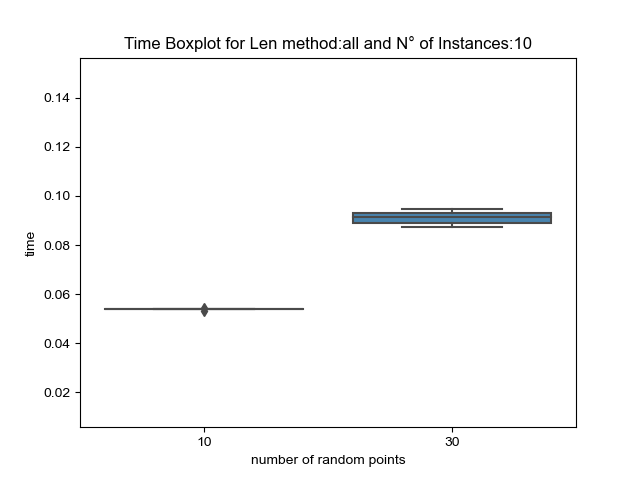 Time Boxplot for Len method:all and N° of Instances:10
0.14
0.12
0.10
0.08
0.06
0.04
0.02
time
10 30
number of random points